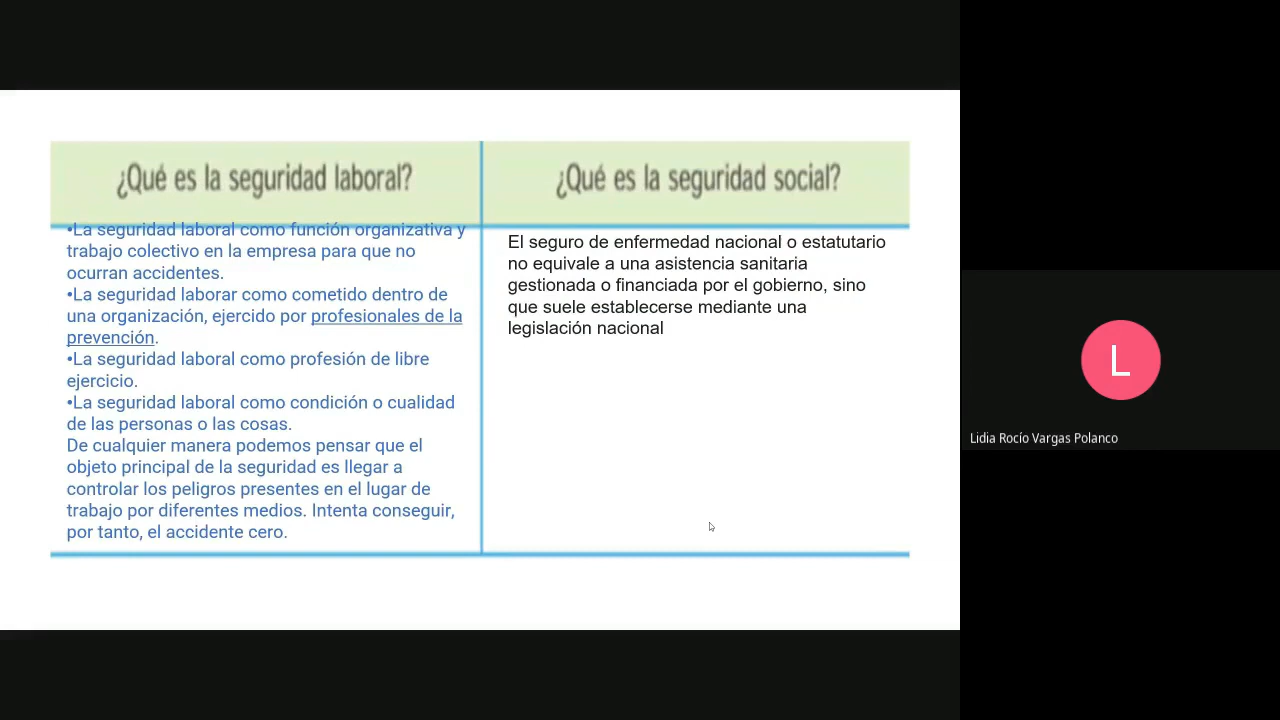 ¿Qué es la seguridad laboral?
•La seguridad laboral como función organizativa y
trabajo colectivo en la empresa para que no
ocurran accidentes.
•La seguridad laborar como cometido dentro de
una organización, ejercido por profesionales de la
prevención.
•La seguridad laboral como profesión de libre
ejercicio.
•La seguridad laboral como condición o cualidad
de las personas o las cosas.
De cualquier manera podemos pensar que el
objeto principal de la seguridad es llegar a
controlar los peligros presentes en el lugar de
trabajo por diferentes medios. Intenta conseguir,
por tanto, el accidente cero.
¿Qué es la seguridad social?
El seguro de enfermedad nacional o estatutario
no equivale a una asistencia sanitaria
gestionada o financiada por el gobierno, sino
que suele establecerse mediante una
legislación nacional
L
Lidia Rocío Vargas Polanco